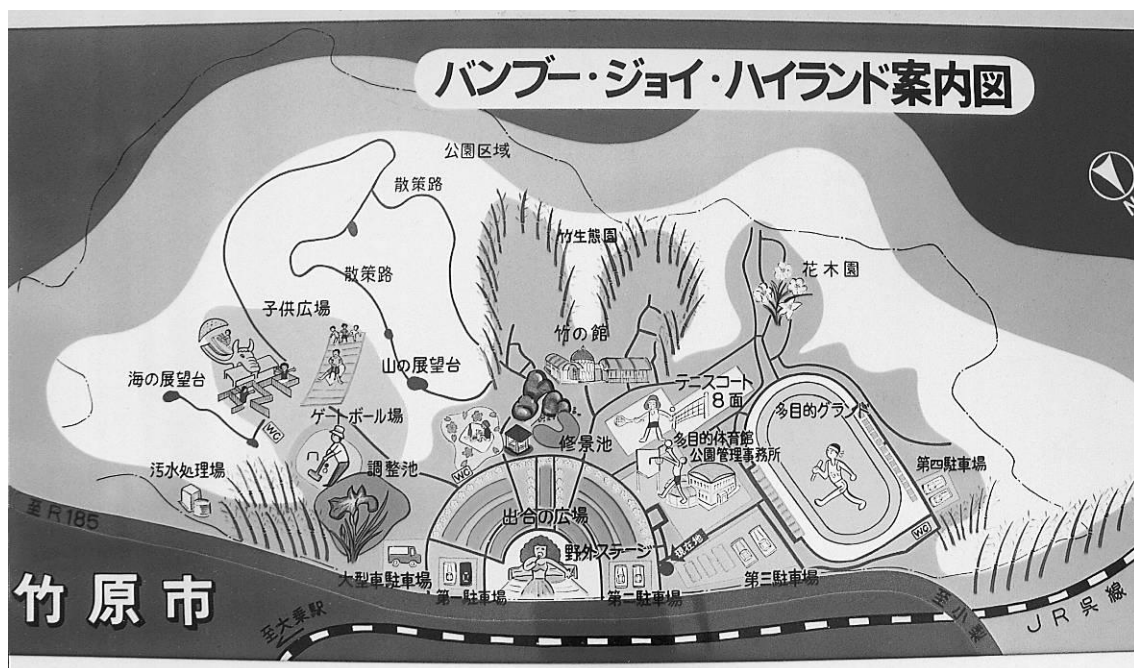 バンブー・ジョイ・ハイランド案内図
公園区域
散策路
竹生態園
花木園
散策路
子供広場
竹の館
海の展望台
山の展望台
テニスコート
8面
多目的グランド
ゲートボール場
WC
修景池
多目的体育館
公園管理事務所
汚水処理場
調整池
WC
第四駐車場
至R185
出合の広場
WC
野外ステージ
現在地
大型車駐車場
第一駐車場
第二駐車場
第三駐車場
竹原市
至大乗駅
JR呉線
N